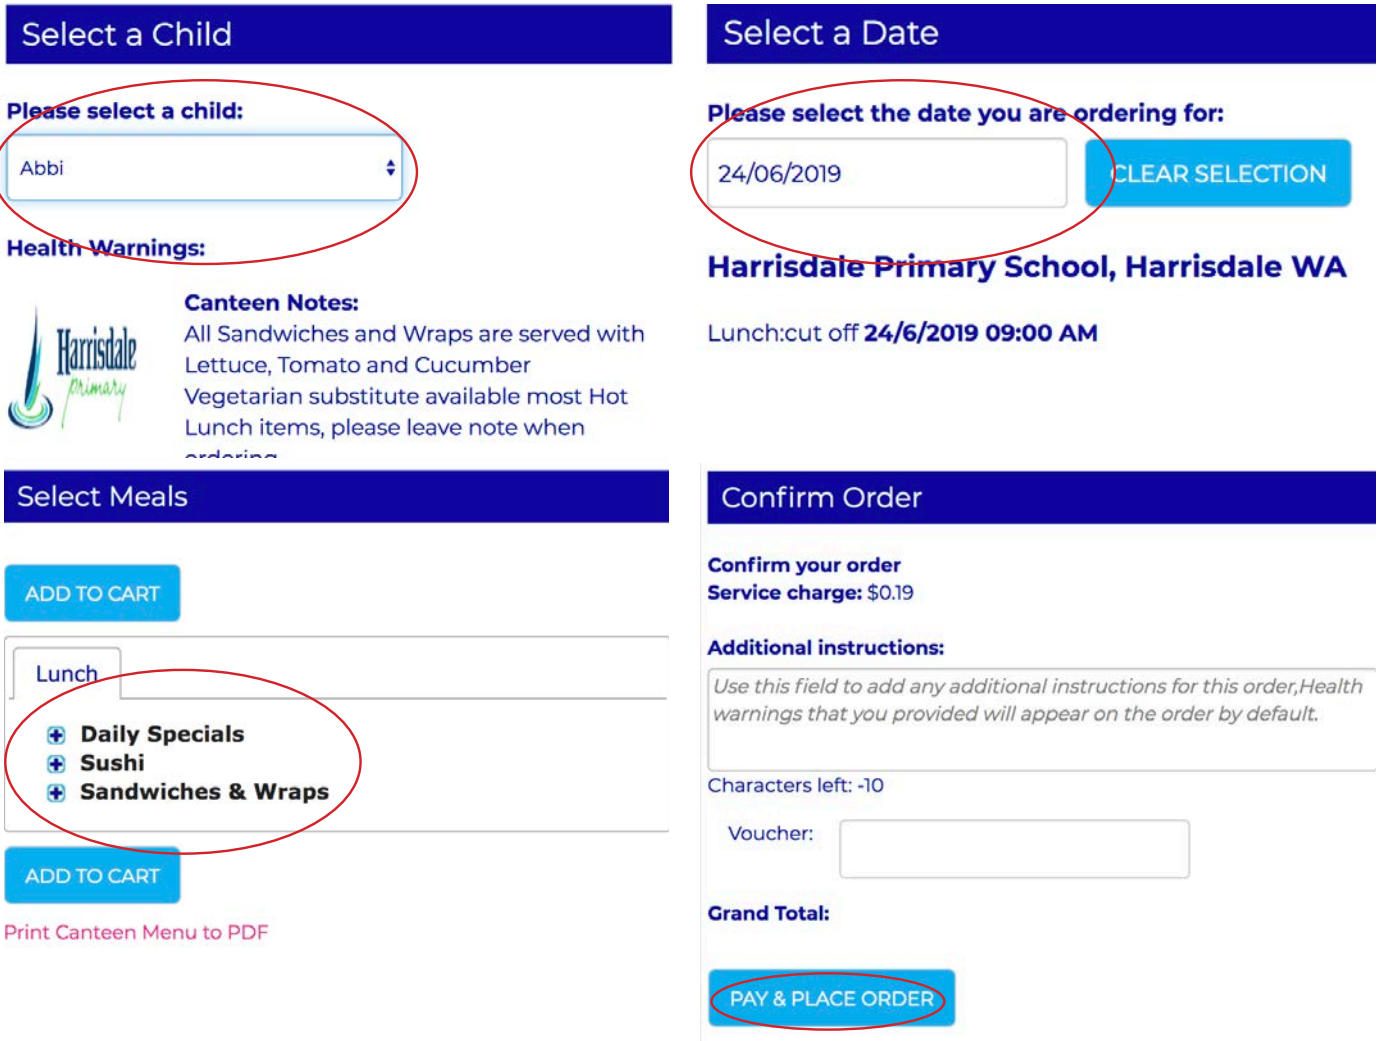 Select a Child
Please select a child:
Abbi
Health Warnings:
Harrisdale
primary
Canteen Notes:
All Sandwiches and Wraps are served with
Lettuce, Tomato and Cucumber
Vegetarian substitute available most Hot
Lunch items, please leave note when
ordering
Select a Date
Please select the date you are ordering for:
24/06/2019
CLEAR SELECTION
Harrisdale Primary School, Harrisdale WA
Lunch:cut off 24/6/2019 09:00 AM
Select Meals
ADD TO CART
Lunch
Daily Specials
Sushi
Sandwiches & Wraps
ADD TO CART
Print Canteen Menu to PDF
Confirm Order
Confirm your order
Service charge: $0.19
Additional instructions:
Use this field to add any additional instructions for this order,Health
warnings that you provided will appear on the order by default.
Characters left: -10
Voucher:
Grand Total:
PAY & PLACE ORDER